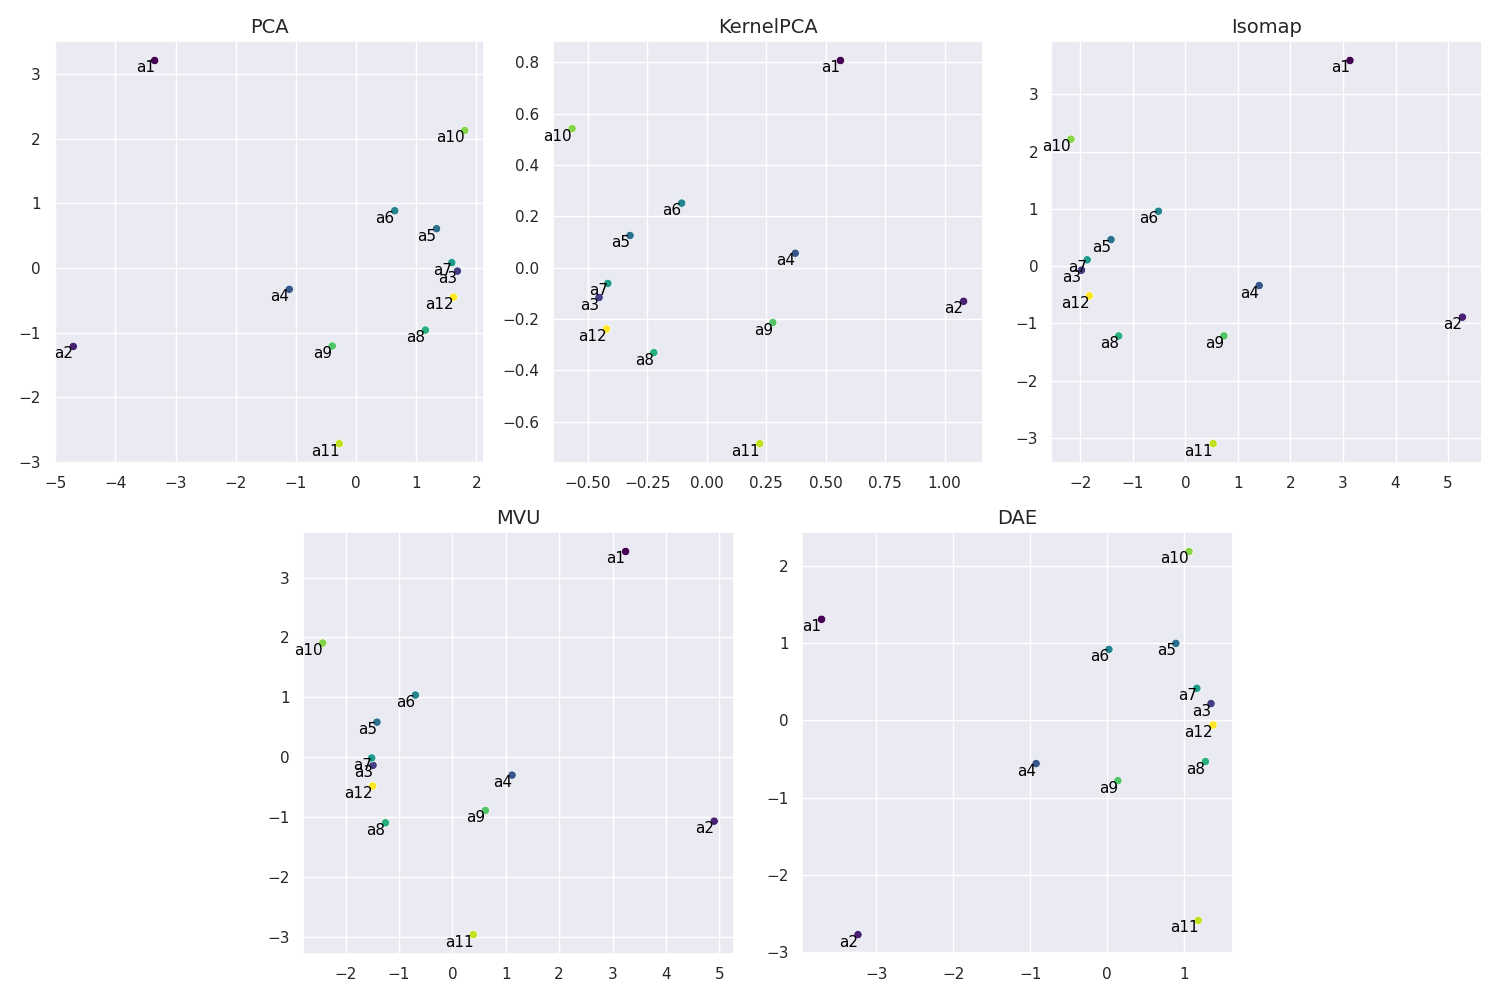 PCA
3
2
1
0
−1
−2
−3
−5 −4 −3 −2 −1 0 1 2
a1
a10
a6
a5
a7
a3
a4
a12
a8
a9
a2
a11
KernelPCA
0.8
0.6
0.4
0.2
0.0
−0.2
−0.4
−0.6
−0.50 −0.25 0.00 0.25 0.50 0.75 1.00
a1
a10
a6
a5
a4
a7
a3
a2
a9
a12
a8
a11
Isomap
3
2
1
0
−1
−2
−3
−2 −1 0 1 2 3 4 5
a1
a10
a6
a5
a7
a3
a4
a12
a2
a8
a9
a11
MVU
3
2
1
0
−1
−2
−3
−2 −1 0 1 2 3 4 5
a1
a10
a6
a5
a7
a3
a4
a12
a9
a8
a2
a11
DAE
2
1
0
−1
−2
−3
−3 −2 −1 0 1
a10
a1
a5
a6
a7
a3
a12
a8
a4
a9
a11
a2